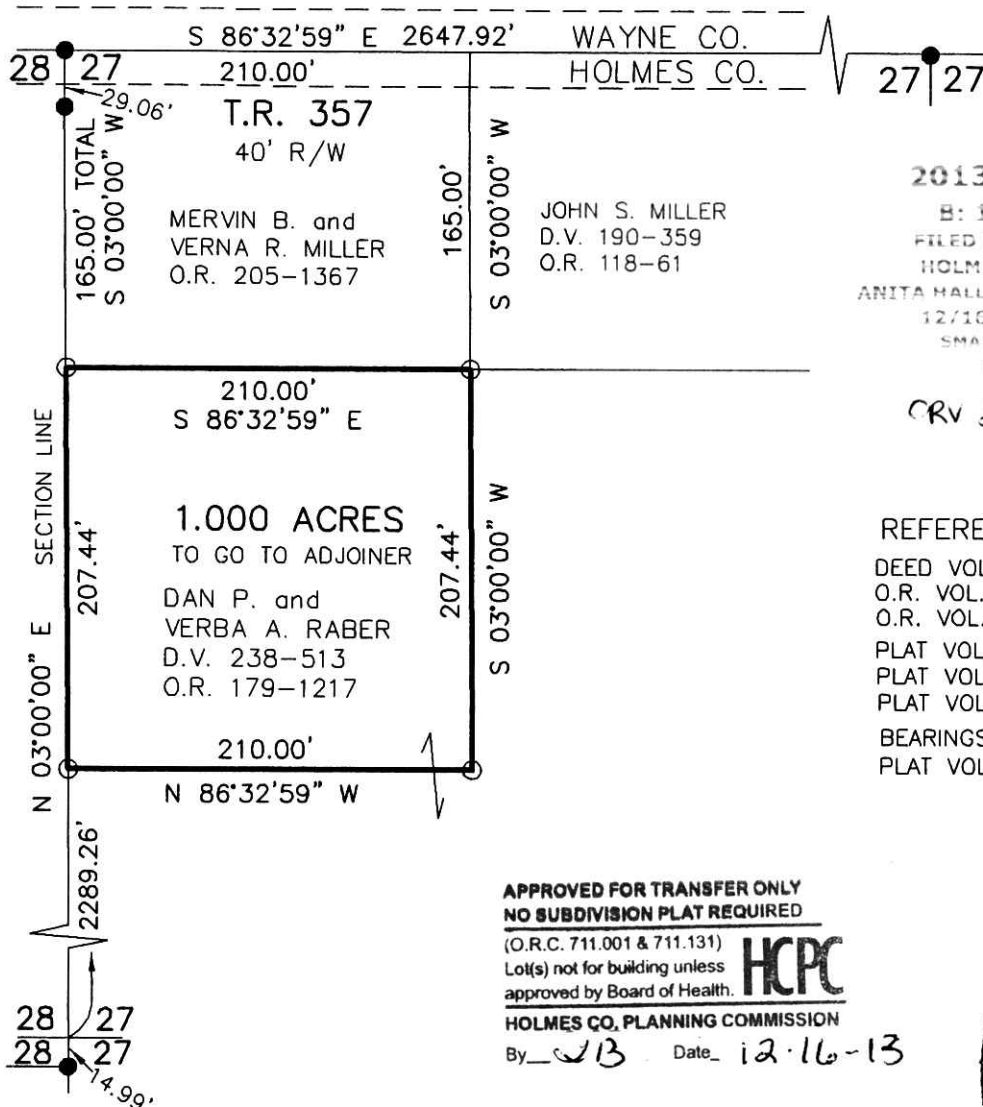 S 86°32'59" E 2647.92' WAYNE CO.
28 27 210.00' HOLMES CO. 27 27
29.06'
T.R. 357
40' R/W
165.00' TOTAL
S 03°00'00" W
MERVIN B. and
VERNA R. MILLER
O.R. 205-1367
165.00'
S 03°00'00" W
JOHN S. MILLER
D.V. 190-359
O.R. 118-61
2013
B:
FILED
HOLM
ANITA HALL
12/1
SMA
CRV
210.00'
S 86°32'59" E
N 03°00'00" E SECTION LINE
207.44'
1.000 ACRES
TO GO TO ADJOINER
DAN P. and
VERBA A. RABER
D.V. 238-513
O.R. 179-1217
207.44'
S 03°00'00" W
210.00'
N 86°32'59" W
REFERE
DEED VOL
O.R. VOL.
O.R. VOL.
PLAT VOL
PLAT VOL
PLAT VOL
BEARINGS
PLAT VOL
2289.26'
28 27
28 27
14.99'
APPROVED FOR TRANSFER ONLY
NO SUBDIVISION PLAT REQUIRED
(O.R.C. 711.001 & 711.131)
Lot(s) not for building unless
approved by Board of Health.
HCPC
HOLMES CO. PLANNING COMMISSION
By JB Date 12-16-13